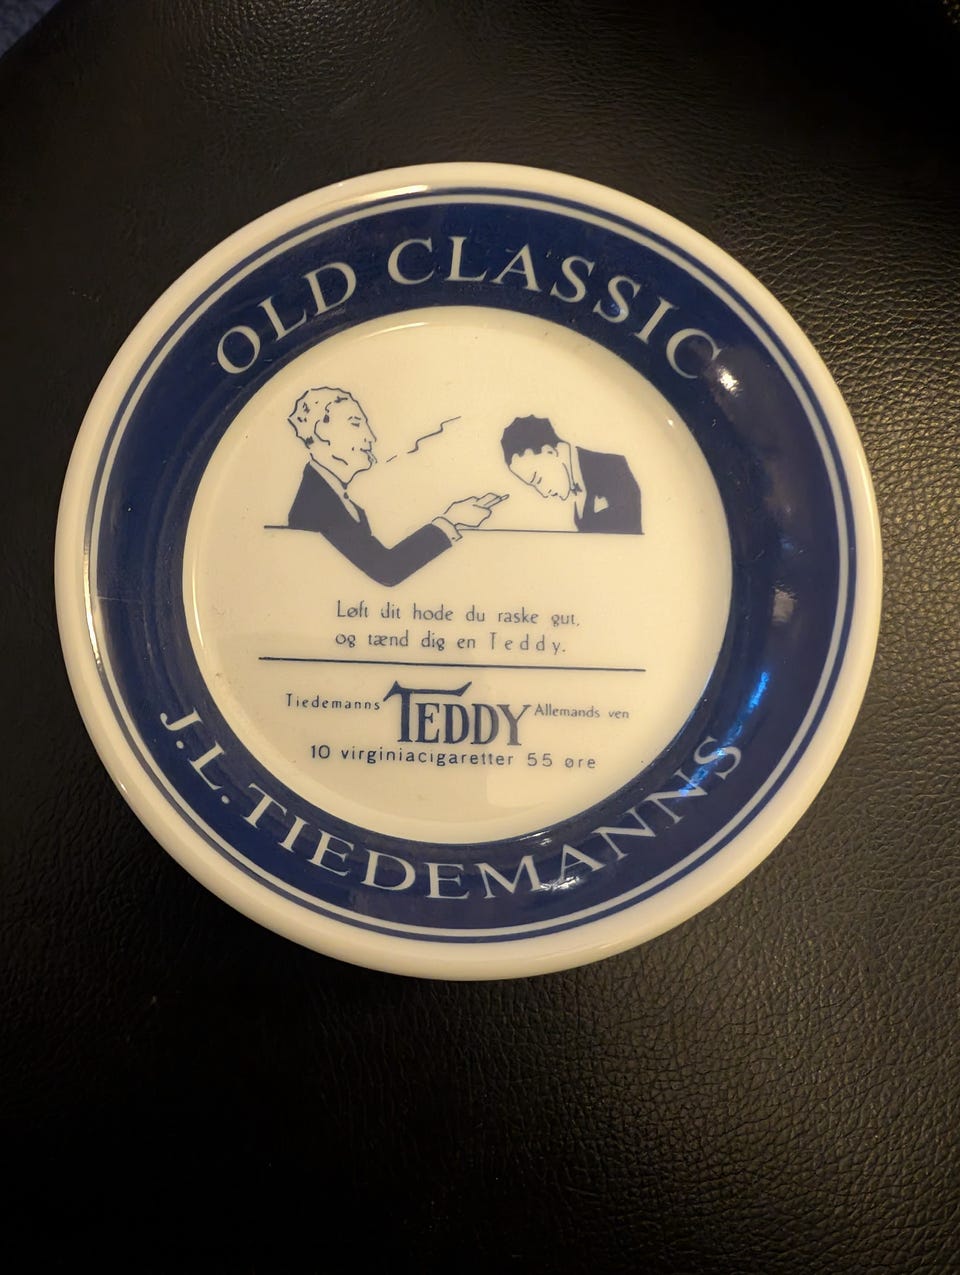 OLD CLASSIC
Løft dit hode du raske gut,
og tænd dig en Teddy.
Tiedemanns TEDDY Allemands ven
10 virginiacigaretter 55 øre
J.L. TIEDEMANNS